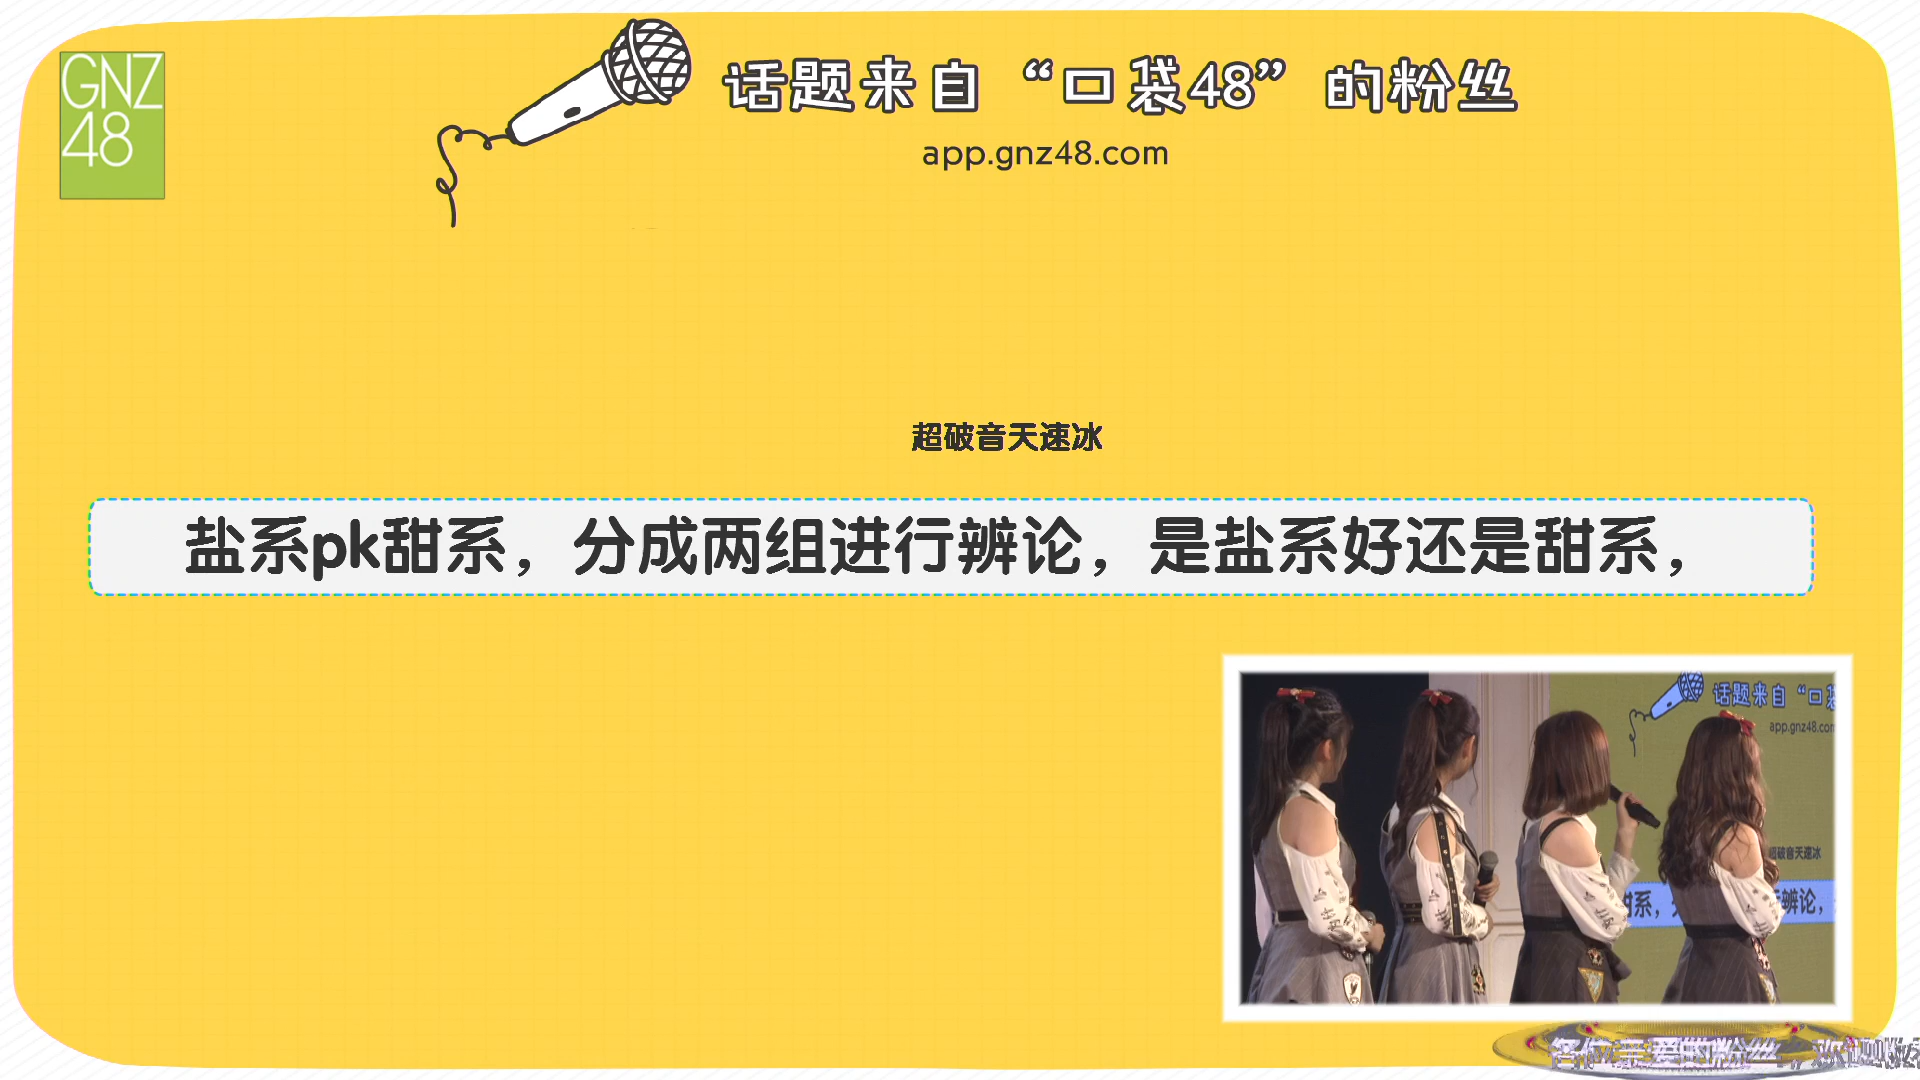 GNZ
48
话题来自“口袋48”的粉丝
app.gnz48.com
超破音天速冰
盐系pk甜系，分成两组进行辨论，是盐系好还是甜系，
话题来自“口袋
app.gnz48.com
超破音天速冰
甜系，
辨论，